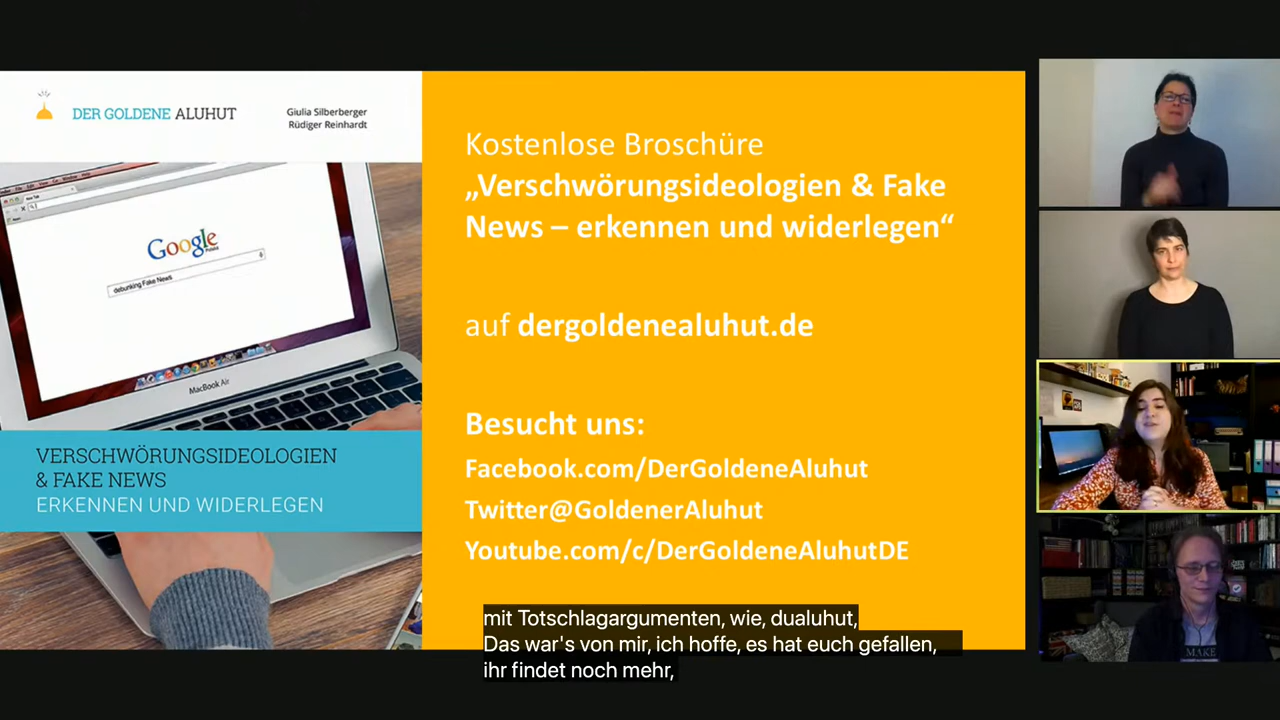 DER GOLDENE ALUHUT
Giulia Silberberger
Rüdiger Reinhardt
Google
debunking Fake News
MacBook Air
VERSCHWÖRUNGSIDEOLOGIEN
& FAKE NEWS
ERKENNEN UND WIDERLEGEN
Kostenlose Broschüre
„Verschwörungsideologien & Fake
News – erkennen und widerlegen“
auf dergoldenealuhut.de
Besucht uns:
Facebook.com/DerGoldeneAluhut
Twitter@GoldenerAluhut
Youtube.com/c/DerGoldeneAluhutDE
mit Totschlagargumenten, wie, dualuhut,
Das war's von mir, ich hoffe, es hat euch gefallen,
ihr findet noch mehr,
MAKE